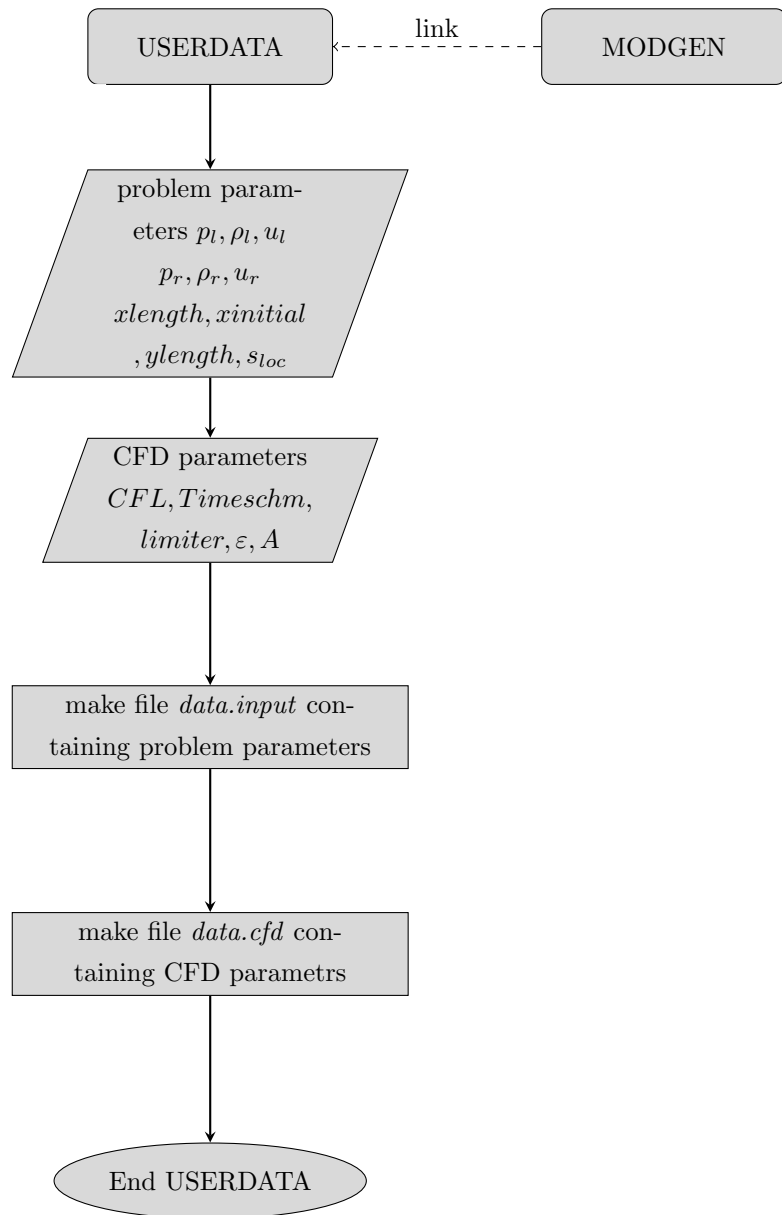 USERDATA
link
MODGEN
problem param-
eters p_l, ρ_l, u_l
p_r, ρ_r, u_r
xlength, xinitial
, ylength, s_loc
CFD parameters
CFL, Timeschm,
limiter, ε, A
make file data.input con-
taining problem parameters
make file data.cfd con-
taining CFD parametrs
End USERDATA